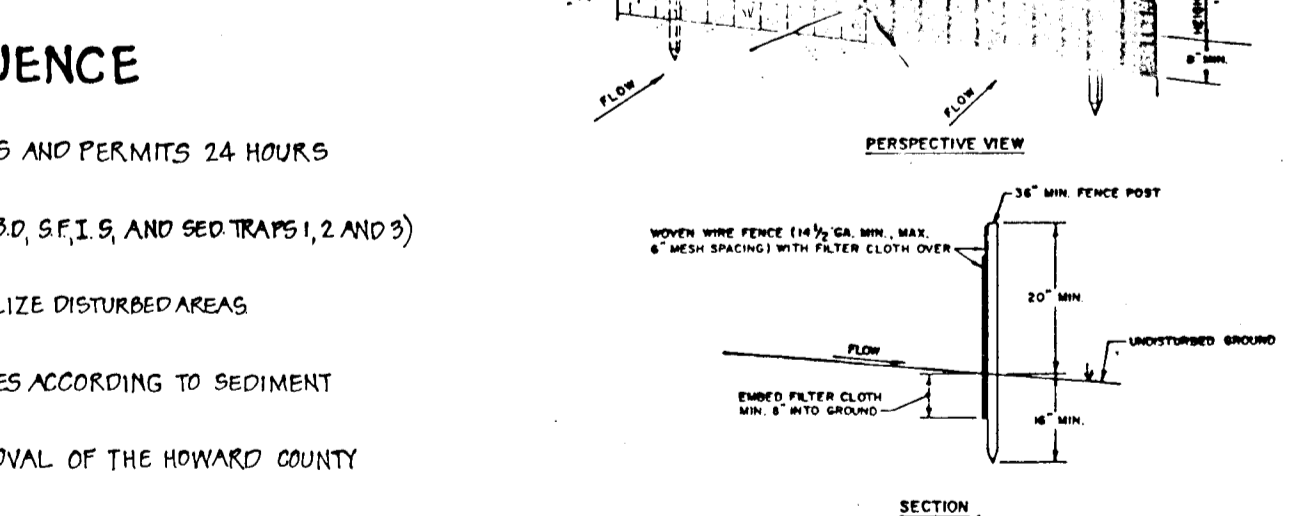 UENCE
S AND PERMITS 24 HOURS
B.D, S.F, I.S, AND SED. TRAPS 1, 2 AND 3)
LIZE DISTURBED AREAS
ES ACCORDING TO SEDIMENT
OVAL OF THE HOWARD COUNTY
8" MIN.
FLOW
FLOW
PERSPECTIVE VIEW
36" MIN. FENCE POST
WOVEN WIRE FENCE (14 1/2 GA. MIN., MAX.
6" MESH SPACING) WITH FILTER CLOTH OVER
20" MIN.
UNDISTURBED GROUND
FLOW
EMBED FILTER CLOTH
MIN. 8" INTO GROUND
16" MIN.
SECTION